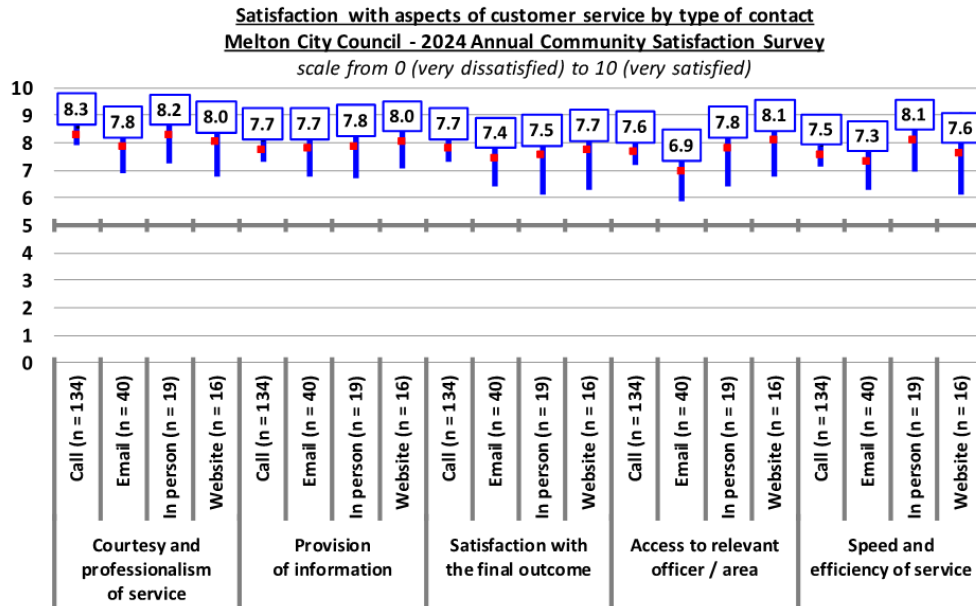 Satisfaction with aspects of customer service by type of contact
Melton City Council - 2024 Annual Community Satisfaction Survey
scale from 0 (very dissatisfied) to 10 (very satisfied)
10
9
8
7
6
5
4
3
2
1
0
8.3
7.8
8.2
8.0
7.7
7.7
7.8
8.0
7.7
7.4
7.5
7.7
7.6
6.9
7.8
8.1
7.5
7.3
8.1
7.6
Call (n = 134)
Email (n = 40)
In person (n = 19)
Website (n = 16)
Call (n = 134)
Email (n = 40)
In person (n = 19)
Website (n = 16)
Call (n = 134)
Email (n = 40)
In person (n = 19)
Website (n = 16)
Call (n = 134)
Email (n = 40)
In person (n = 19)
Website (n = 16)
Call (n = 134)
Email (n = 40)
In person (n = 19)
Website (n = 16)
Courtesy and
professionalism
of service
Provision
of information
Satisfaction with
the final outcome
Access to relevant
officer / area
Speed and
efficiency of service